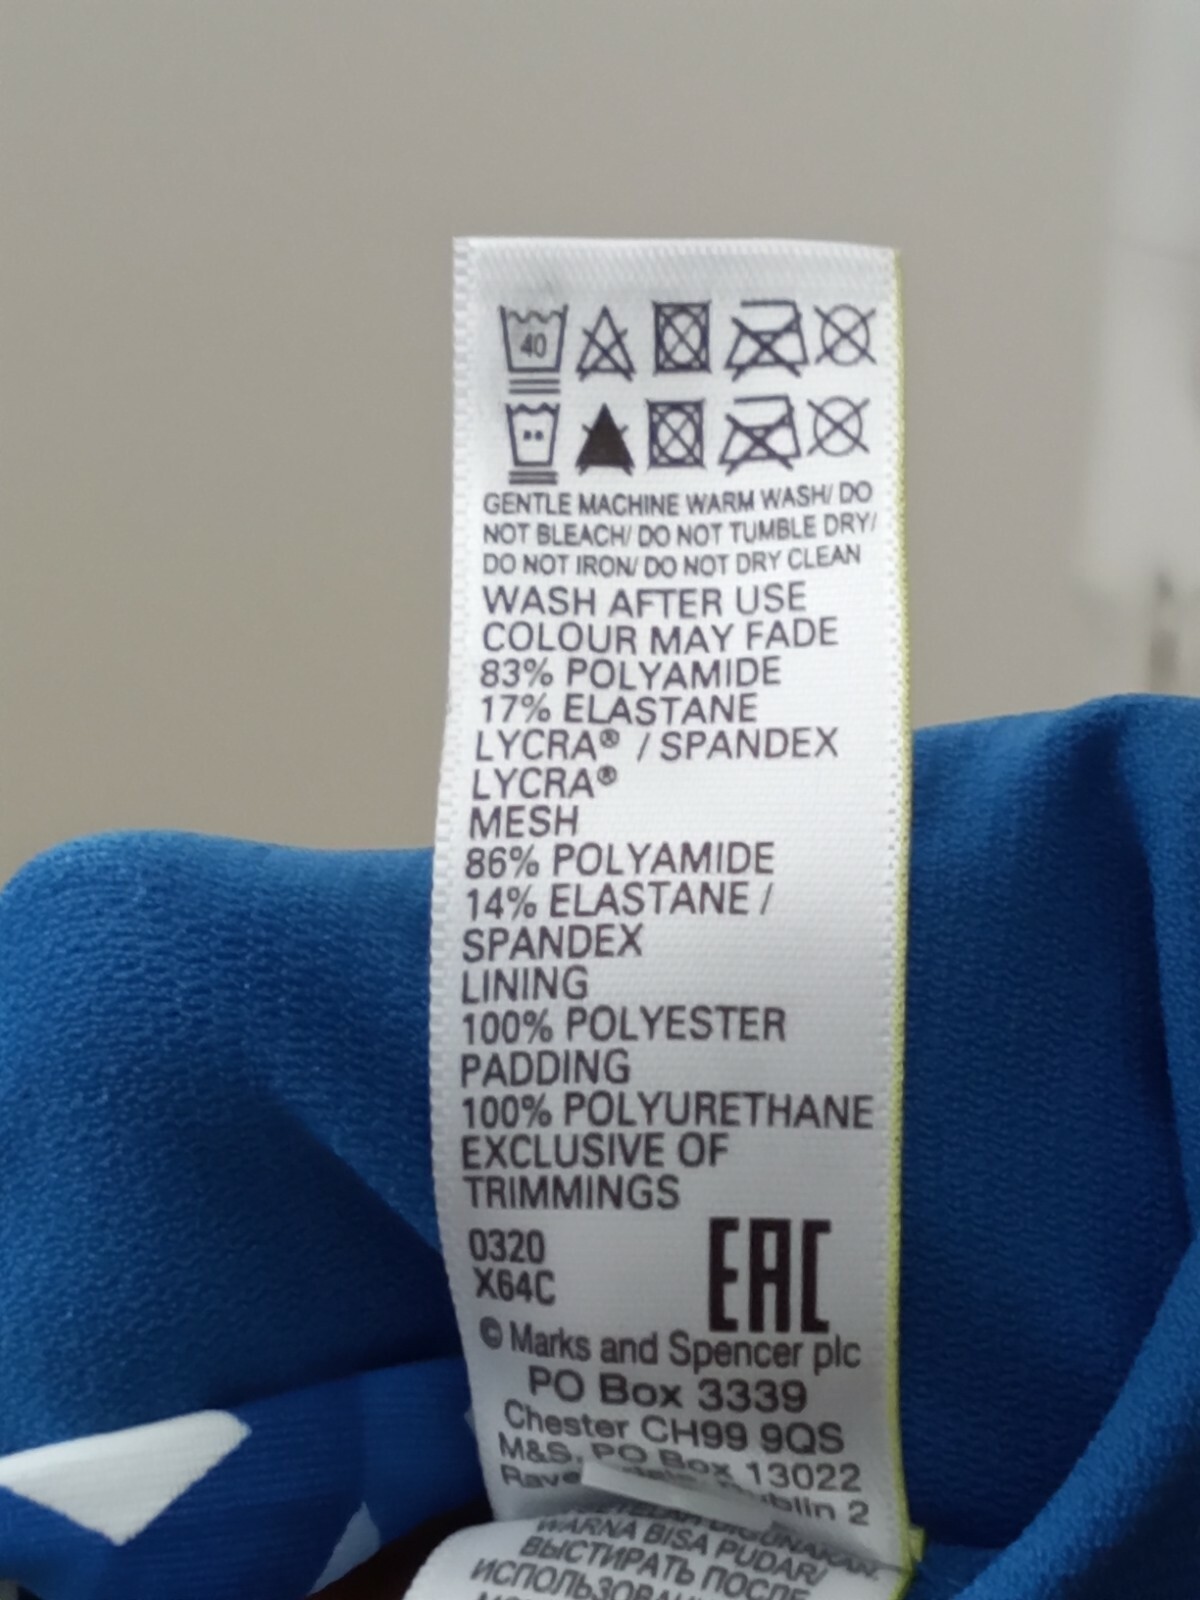 40
GENTLE MACHINE WARM WASH/ DO
NOT BLEACH/ DO NOT TUMBLE DRY/
DO NOT IRON/ DO NOT DRY CLEAN
WASH AFTER USE
COLOUR MAY FADE
83% POLYAMIDE
17% ELASTANE
LYCRA® / SPANDEX
LYCRA®
MESH
86% POLYAMIDE
14% ELASTANE /
SPANDEX
LINING
100% POLYESTER
PADDING
100% POLYURETHANE
EXCLUSIVE OF
TRIMMINGS
0320
X64C
EAC
© Marks and Spencer plc
PO Box 3339
Chester CH99 9QS
M&S, PO Box 13022
2
DIGUNAKAN.
WARNA BISA PUDAR/
ВЫСТИРАТЬ ПОСЛЕ